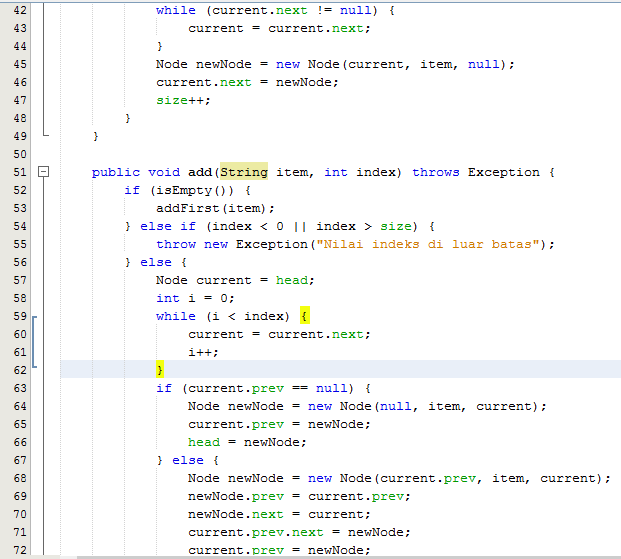 42 while (current.next != null) {
43 current = current.next;
44 }
45 Node newNode = new Node(current, item, null);
46 current.next = newNode;
47 size++;
48 }
49 }
50
51 public void add(String item, int index) throws Exception {
52 if (isEmpty()) {
53 addFirst(item);
54 } else if (index < 0 || index > size) {
55 throw new Exception("Nilai indeks di luar batas");
56 } else {
57 Node current = head;
58 int i = 0;
59 while (i < index) {
60 current = current.next;
61 i++;
62 }
63 if (current.prev == null) {
64 Node newNode = new Node(null, item, current);
65 current.prev = newNode;
66 head = newNode;
67 } else {
68 Node newNode = new Node(current.prev, item, current);
69 newNode.prev = current.prev;
70 newNode.next = current;
71 current.prev.next = newNode;
72 current.prev = newNode;